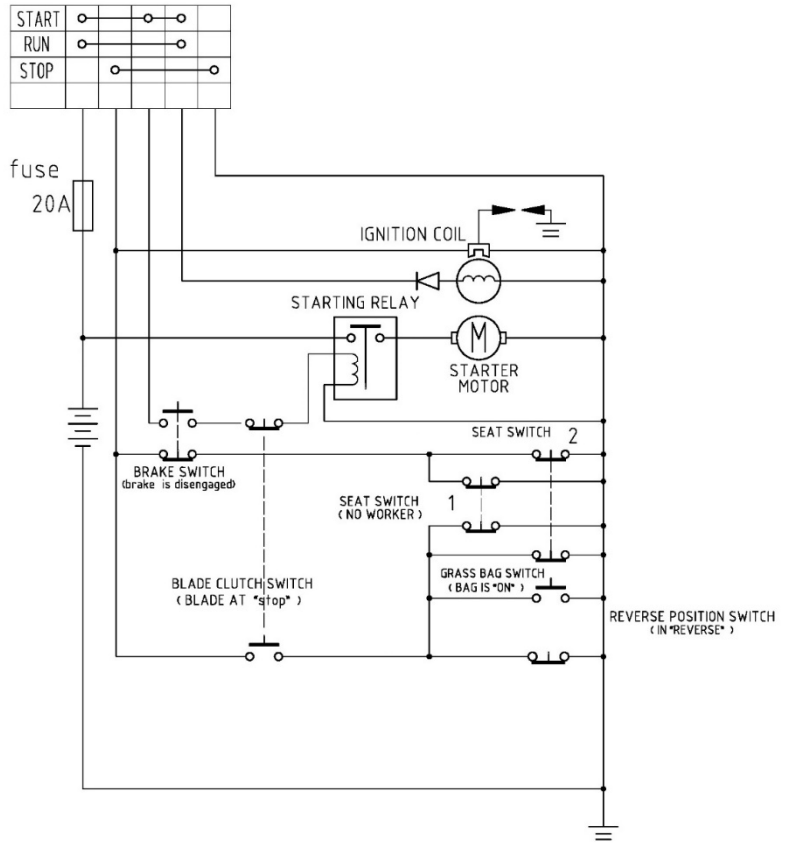 START
RUN
STOP
fuse
20A
IGNITION COIL
STARTING RELAY
M
STARTER
MOTOR
SEAT SWITCH 2
BRAKE SWITCH
(brake is disengaged)
SEAT SWITCH 1
(NO WORKER)
GRASS BAG SWITCH
(BAG IS "ON")
BLADE CLUTCH SWITCH
(BLADE AT "stop")
REVERSE POSITION SWITCH
(IN "REVERSE")